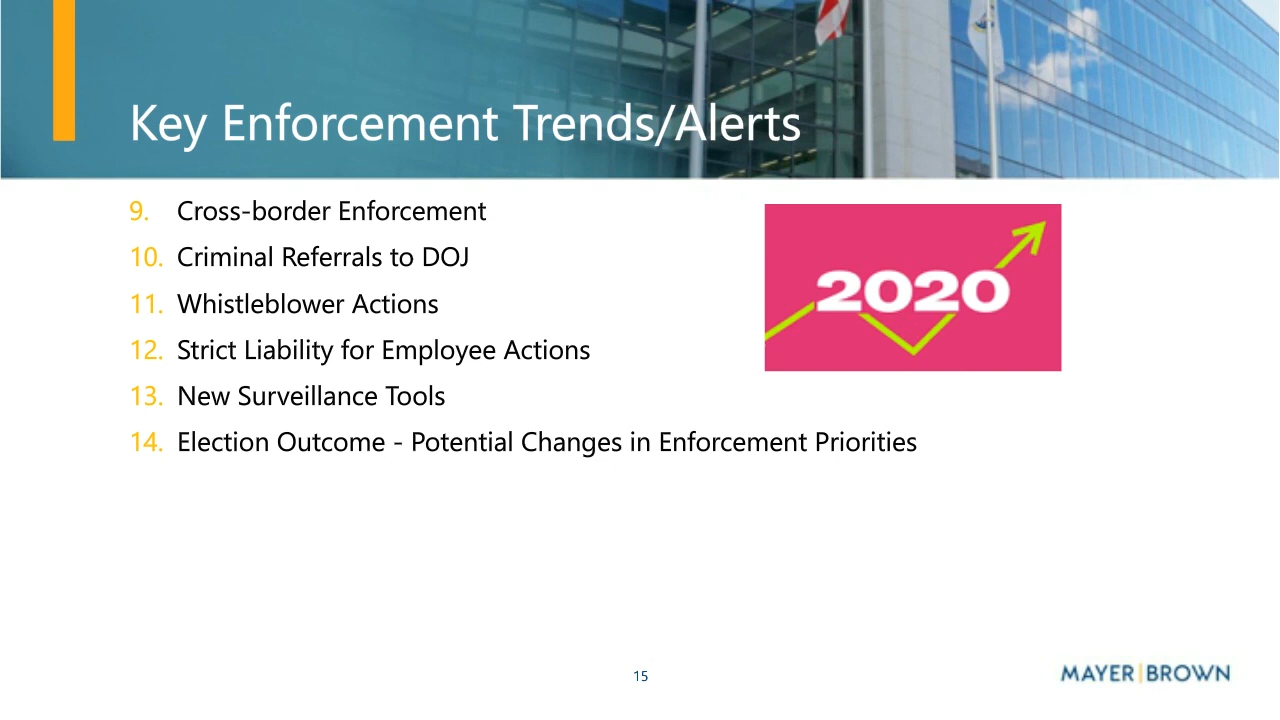 Key Enforcement Trends/Alerts
9. Cross-border Enforcement
10. Criminal Referrals to DOJ
11. Whistleblower Actions
12. Strict Liability for Employee Actions
13. New Surveillance Tools
14. Election Outcome - Potential Changes in Enforcement Priorities
2020
15
MAYER|BROWN